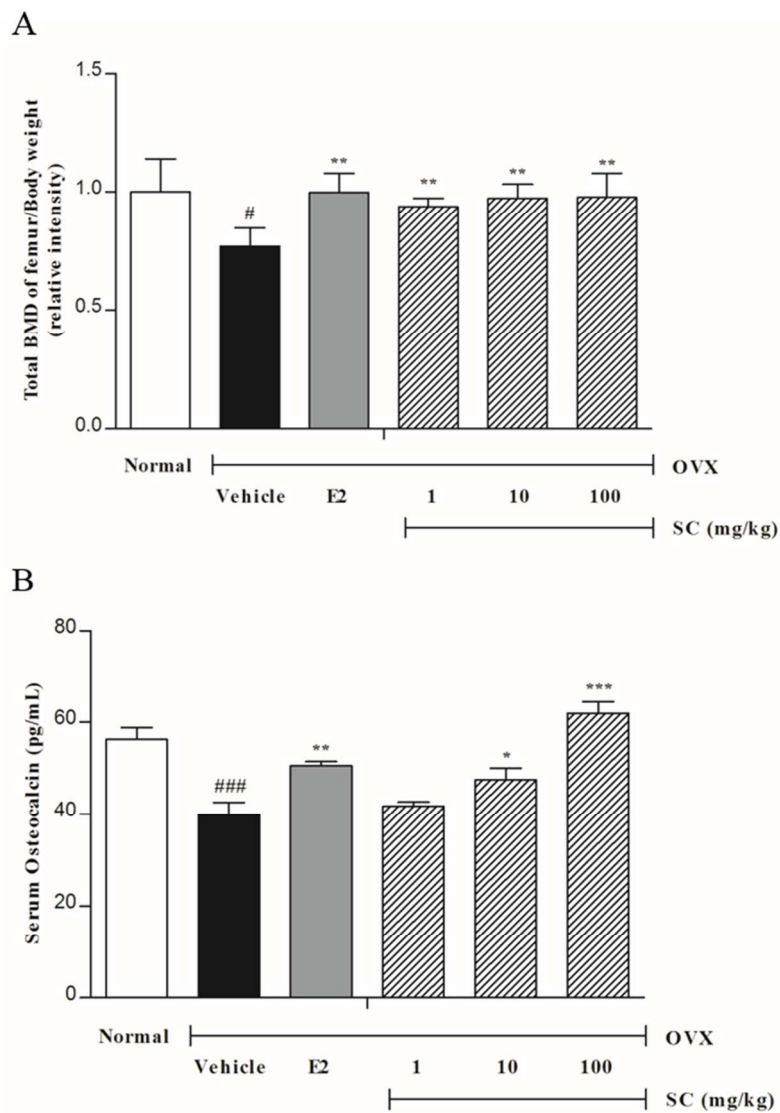 A
Total BMD of femur/Body weight
(relative intensity)
1.5
1.0
0.5
0.0
#
**
**
**
**
Normal
OVX
Vehicle
E2
1
10
100
SC (mg/kg)
B
Serum Osteocalcin (pg/mL)
80
60
40
20
0
###
**
*
***
Normal
OVX
Vehicle
E2
1
10
100
SC (mg/kg)